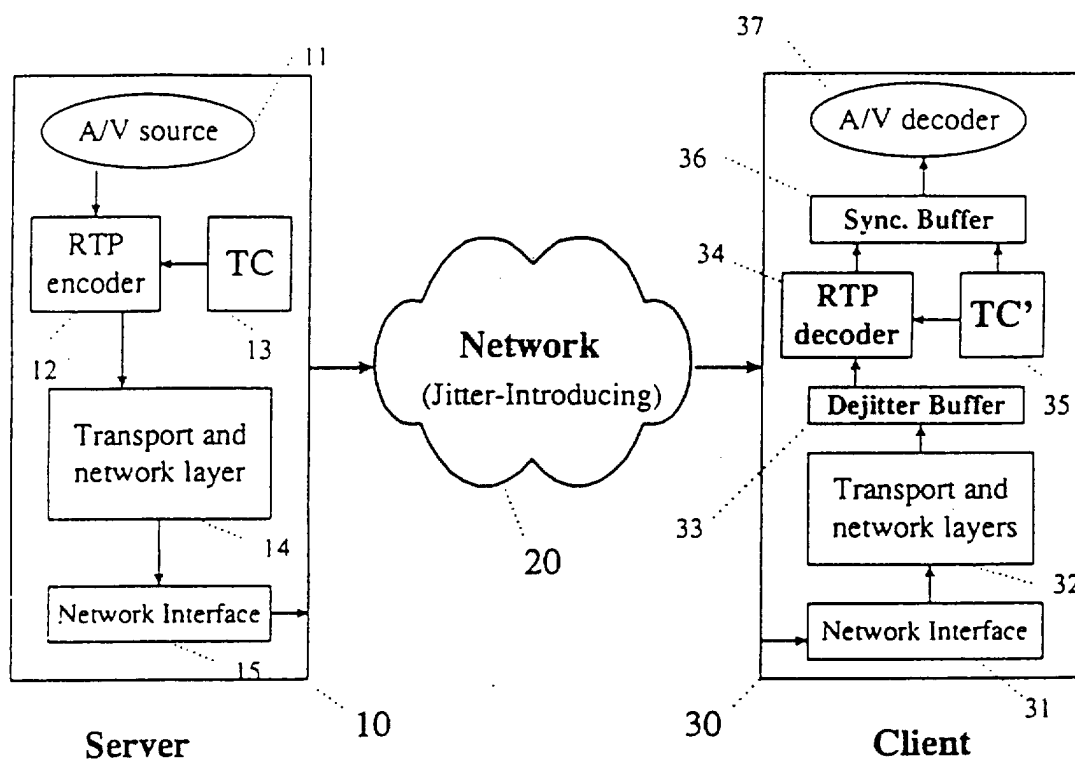 11
A/V source
RTP
encoder
TC
12
13
Transport and
network layer
14
Network Interface
15
10
Server
Network
(Jitter-Introducing)
20
37
A/V decoder
36
Sync. Buffer
34
RTP
decoder
TC'
35
Dejitter Buffer
33
Transport and
network layers
32
Network Interface
31
30
Client